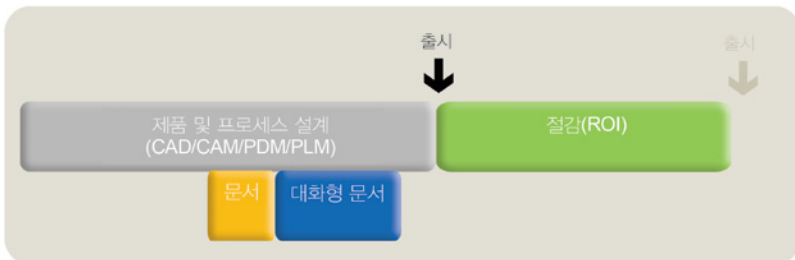 출시
출시
제품 및 프로세스 설계
(CAD/CAM/PDM/PLM)
절감(ROI)
문서
대화형 문서